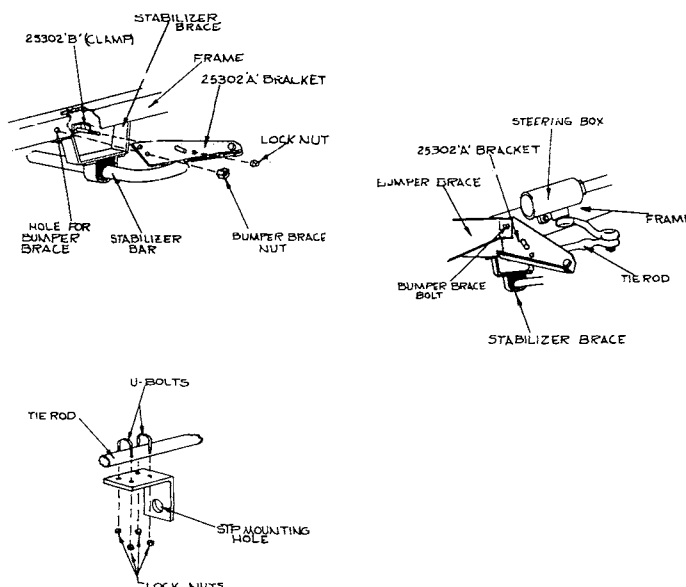 STABILIZER
BRACE
25302 'B' (CLAMP)
FRAME
25302 'A' BRACKET
LOCK NUT
HOLE FOR
BUMPER
BRACE
STABILIZER
BAR
BUMPER BRACE
NUT
STEERING BOX
25302 'A' BRACKET
BUMPER BRACE
FRAME
TIE ROD
BUMPER BRACE
BOLT
STABILIZER BRACE
U-BOLTS
TIE ROD
STP MOUNTING
HOLE
LOCK NUTS